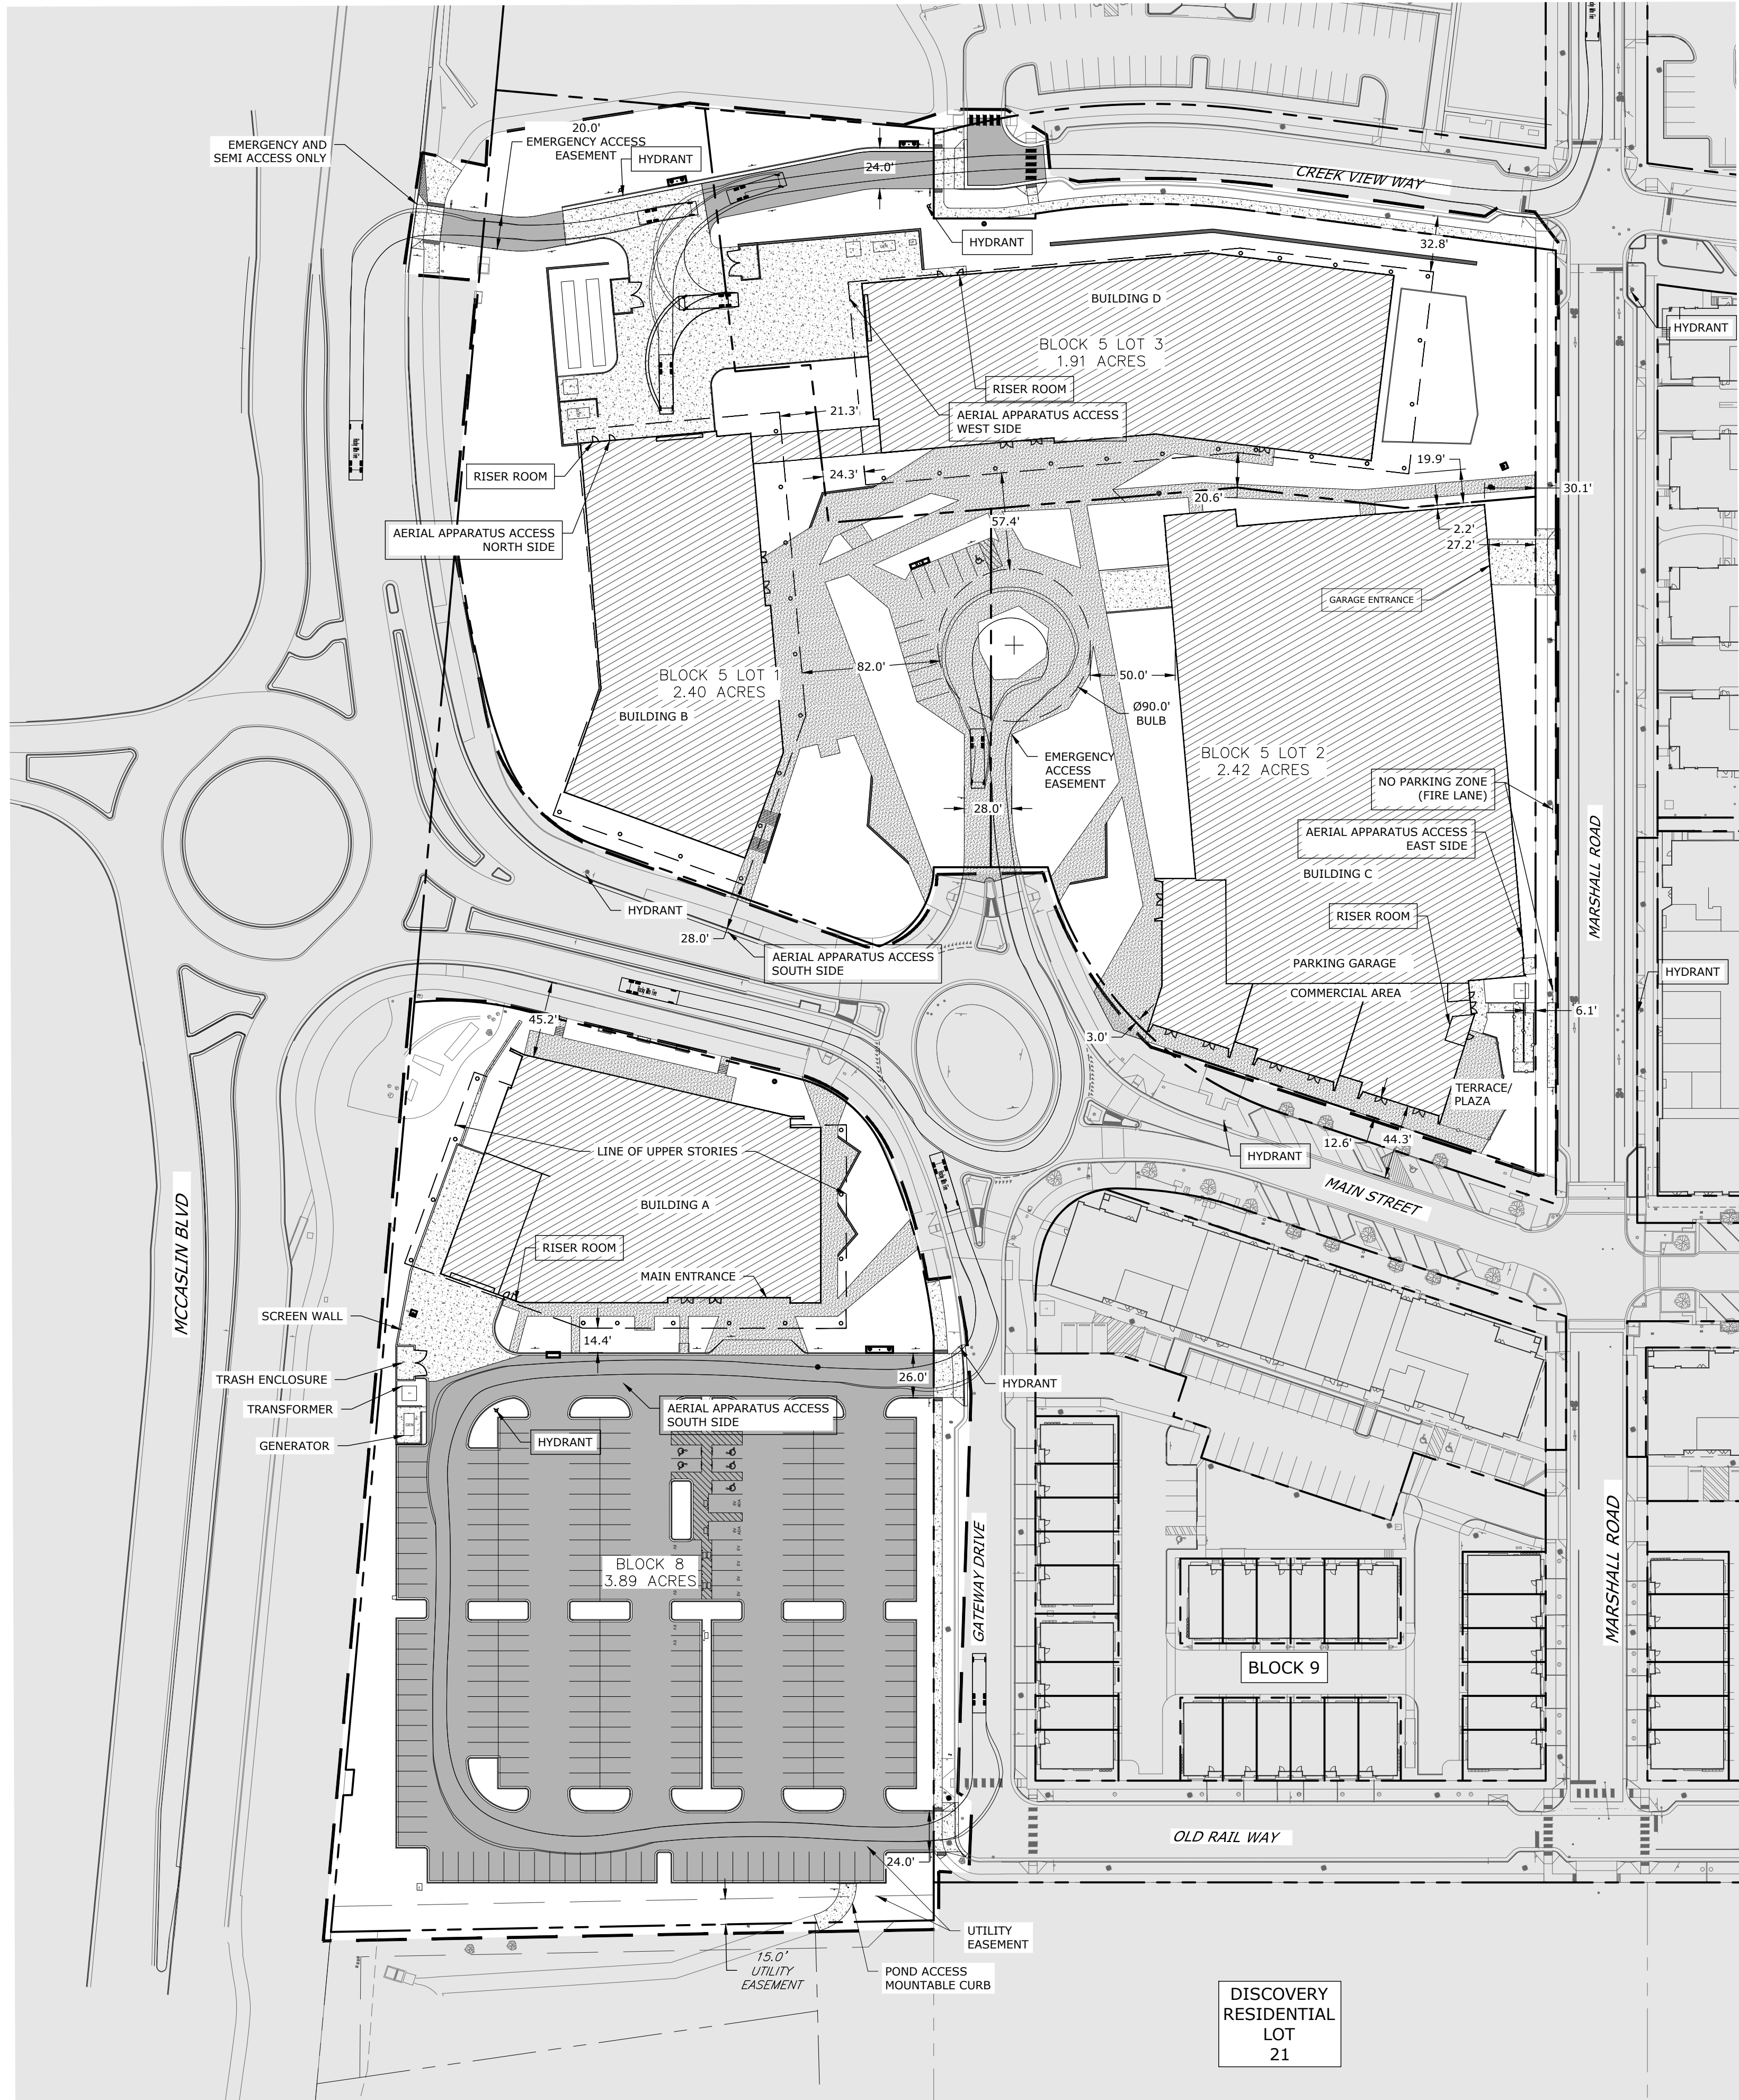 EMERGENCY AND
SEMI ACCESS ONLY
20.0'
EMERGENCY ACCESS
EASEMENT
HYDRANT
24.0'
CREEK VIEW WAY
HYDRANT
32.8'
BUILDING D
HYDRANT
BLOCK 5 LOT 3
1.91 ACRES
RISER ROOM
AERIAL APPARATUS ACCESS
WEST SIDE
21.3'
RISER ROOM
24.3'
19.9'
30.1'
20.6'
57.4'
2.2'
27.2'
AERIAL APPARATUS ACCESS
NORTH SIDE
GARAGE ENTRANCE
82.0'
BLOCK 5 LOT 1
2.40 ACRES
50.0'
BUILDING B
Ø90.0'
BULB
EMERGENCY
ACCESS
EASEMENT
BLOCK 5 LOT 2
2.42 ACRES
NO PARKING ZONE
(FIRE LANE)
28.0'
AERIAL APPARATUS ACCESS
EAST SIDE
MARSHALL ROAD
BUILDING C
HYDRANT
RISER ROOM
28.0'
AERIAL APPARATUS ACCESS
SOUTH SIDE
PARKING GARAGE
HYDRANT
COMMERCIAL AREA
45.2'
6.1'
3.0'
TERRACE/
PLAZA
LINE OF UPPER STORIES
12.6'
44.3'
HYDRANT
MAIN STREET
BUILDING A
MCCASLIN BLVD
RISER ROOM
MAIN ENTRANCE
SCREEN WALL
14.4'
TRASH ENCLOSURE
26.0'
HYDRANT
TRANSFORMER
AERIAL APPARATUS ACCESS
SOUTH SIDE
GENERATOR
HYDRANT
BLOCK 8
3.89 ACRES
GATEWAY DRIVE
MARSHALL ROAD
BLOCK 9
OLD RAIL WAY
24.0'
UTILITY
EASEMENT
15.0'
UTILITY
EASEMENT
POND ACCESS
MOUNTABLE CURB
DISCOVERY
RESIDENTIAL
LOT
21